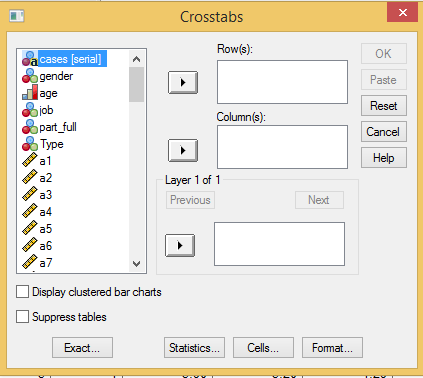 Crosstabs
cases [serial]
gender
age
job
part_full
Type
a1
a2
a3
a4
a5
a6
a7
Row(s):
Column(s):
Layer 1 of 1
Previous
Next
OK
Paste
Reset
Cancel
Help
Display clustered bar charts
Suppress tables
Exact...
Statistics...
Cells...
Format...